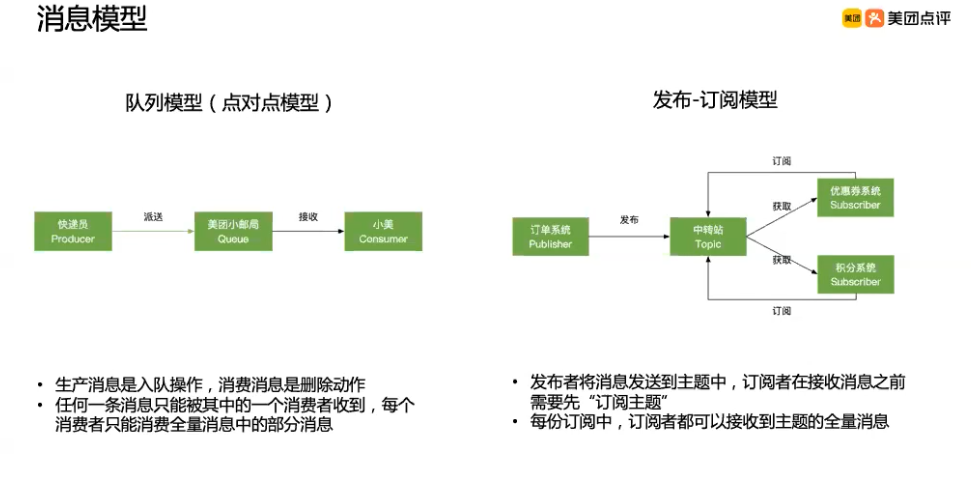 消息模型
美团 美团点评
队列模型（点对点模型）
快递员
Producer
派送
美团小邮局
Queue
接收
小美
Consumer
• 生产消息是入队操作，消费消息是删除动作
• 任何一条消息只能被其中的一个消费者收到，每个
消费者只能消费全量消息中的部分消息
发布-订阅模型
订单系统
Publisher
发布
中转站
Topic
订阅
获取
优惠券系统
Subscriber
获取
积分系统
Subscriber
订阅
• 发布者将消息发送到主题中，订阅者在接收消息之前
需要先“订阅主题”
• 每份订阅中，订阅者都可以接收到主题的全量消息